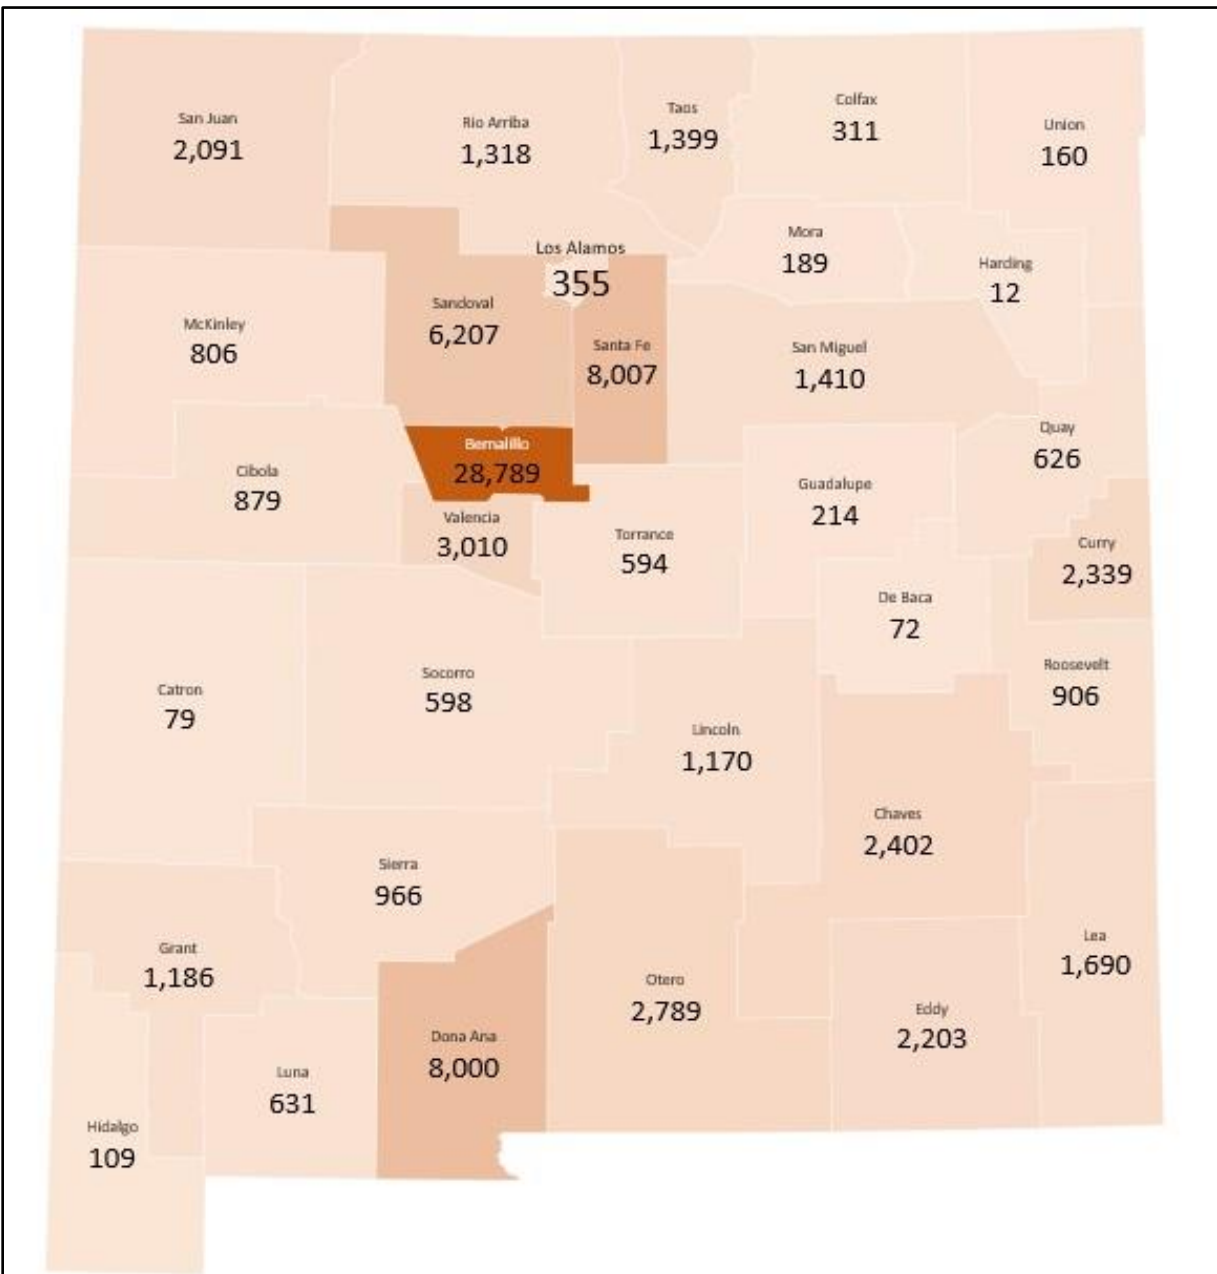 San Juan
2,091
Rio Arriba
1,318
Taos
1,399
Colfax
311
Union
160
Los Alamos
355
Mora
189
Harding
12
McKinley
806
Sandoval
6,207
Santa Fe
8,007
San Miguel
1,410
Quay
626
Cibola
879
Bernalillo
28,789
Valencia
3,010
Torrance
594
Guadalupe
214
Curry
2,339
De Baca
72
Roosevelt
906
Catron
79
Socorro
598
Lincoln
1,170
Chaves
2,402
Sierra
966
Grant
1,186
Otero
2,789
Eddy
2,203
Lea
1,690
Dona Ana
8,000
Luna
631
Hidalgo
109